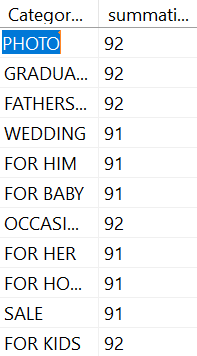 Categor... summati...
PHOTO 92
GRADUA... 92
FATHERS... 92
WEDDING 91
FOR HIM 91
FOR BABY 91
OCCASI... 92
FOR HER 91
FOR HO... 91
SALE 91
FOR KIDS 92